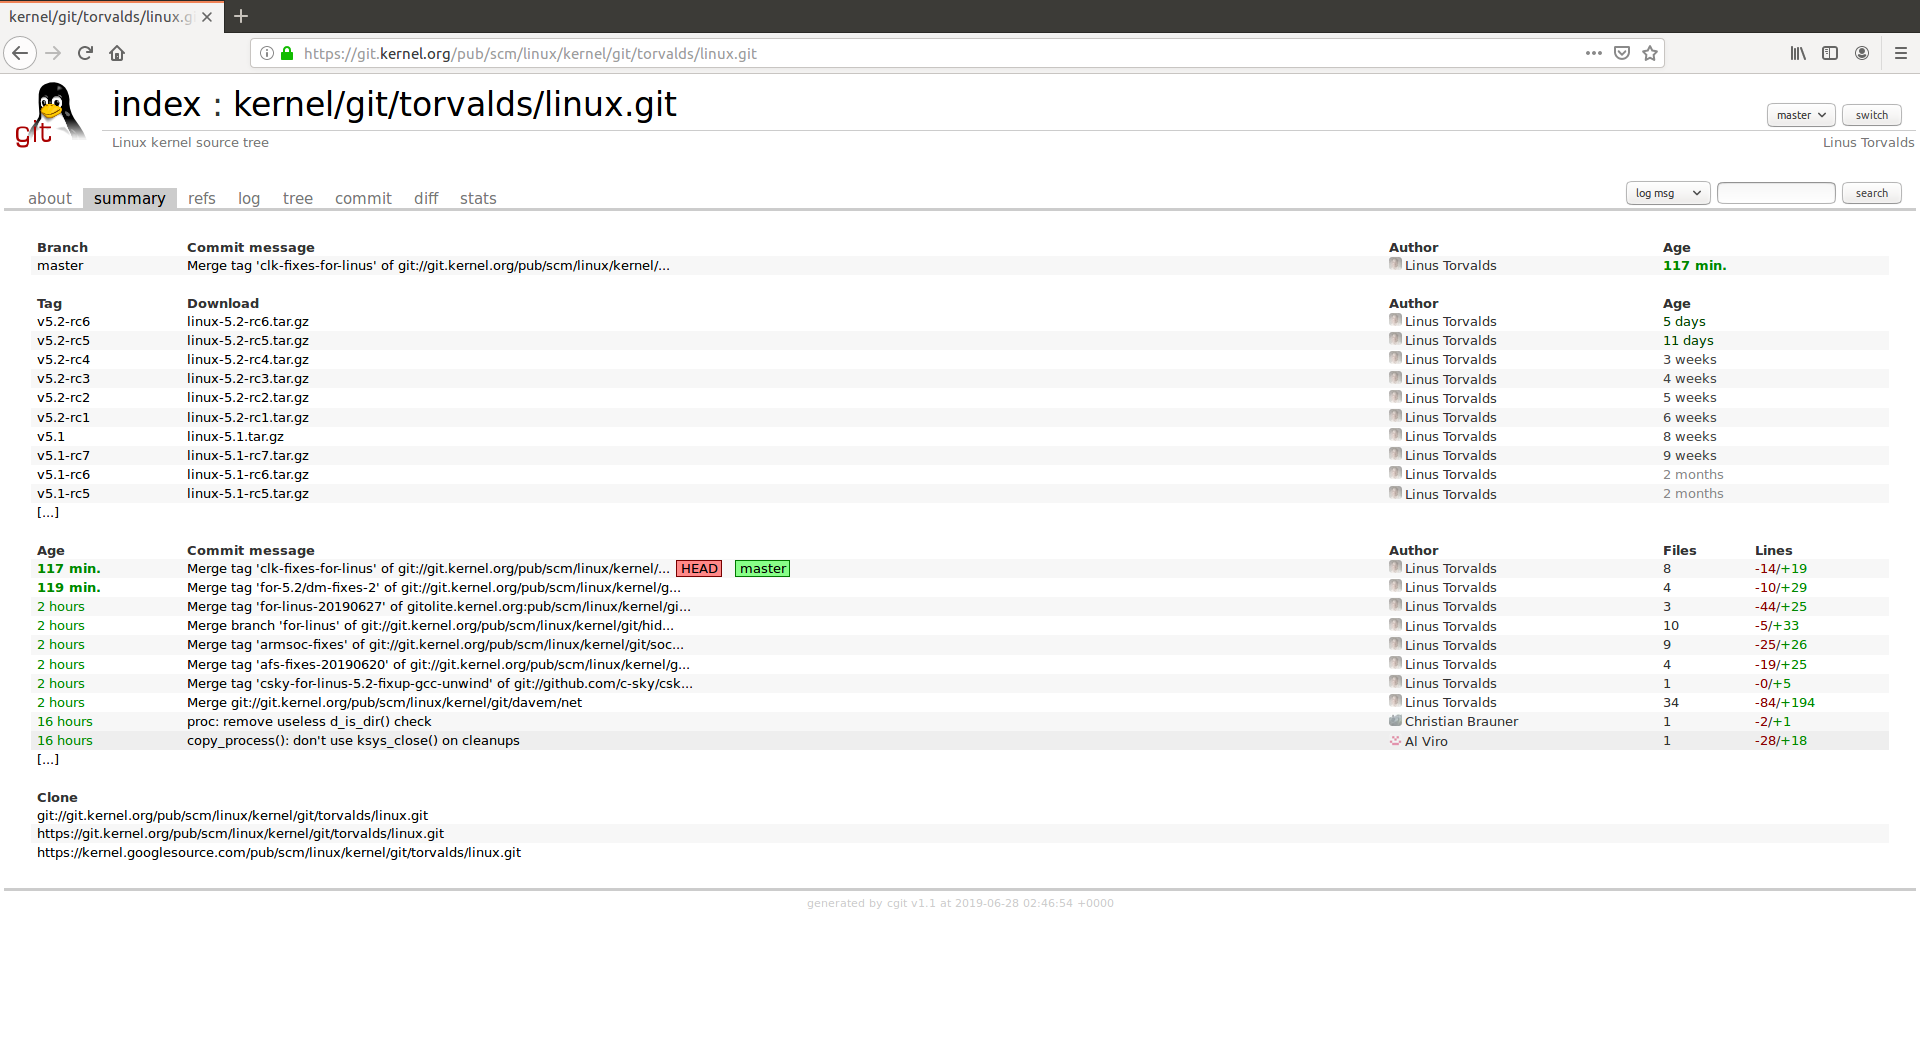 kernel/git/torvalds/linux.g
https://git.kernel.org/pub/scm/linux/kernel/git/torvalds/linux.git
git
index : kernel/git/torvalds/linux.git
master switch
Linux kernel source tree Linus Torvalds
about summary refs log tree commit diff stats log msg search
Branch Commit message Author Age
master Merge tag 'clk-fixes-for-linus' of git://git.kernel.org/pub/scm/linux/kernel/... Linus Torvalds 117 min.
Tag Download Author Age
v5.2-rc6 linux-5.2-rc6.tar.gz Linus Torvalds 5 days
v5.2-rc5 linux-5.2-rc5.tar.gz Linus Torvalds 11 days
v5.2-rc4 linux-5.2-rc4.tar.gz Linus Torvalds 3 weeks
v5.2-rc3 linux-5.2-rc3.tar.gz Linus Torvalds 4 weeks
v5.2-rc2 linux-5.2-rc2.tar.gz Linus Torvalds 5 weeks
v5.2-rc1 linux-5.2-rc1.tar.gz Linus Torvalds 6 weeks
v5.1 linux-5.1.tar.gz Linus Torvalds 8 weeks
v5.1-rc7 linux-5.1-rc7.tar.gz Linus Torvalds 9 weeks
v5.1-rc6 linux-5.1-rc6.tar.gz Linus Torvalds 2 months
v5.1-rc5 linux-5.1-rc5.tar.gz Linus Torvalds 2 months
[...]
Age Commit message Author Files Lines
117 min. Merge tag 'clk-fixes-for-linus' of git://git.kernel.org/pub/scm/linux/kernel/... HEAD master Linus Torvalds 8 -14/+19
119 min. Merge tag 'for-5.2/dm-fixes-2' of git://git.kernel.org/pub/scm/linux/kernel/g... Linus Torvalds 4 -10/+29
2 hours Merge tag 'for-linus-20190627' of gitolite.kernel.org:pub/scm/linux/kernel/gi... Linus Torvalds 3 -44/+25
2 hours Merge branch 'for-linus' of git://git.kernel.org/pub/scm/linux/kernel/git/hid... Linus Torvalds 10 -5/+33
2 hours Merge tag 'armsoc-fixes' of git://git.kernel.org/pub/scm/linux/kernel/git/soc... Linus Torvalds 9 -25/+26
2 hours Merge tag 'afs-fixes-20190620' of git://git.kernel.org/pub/scm/linux/kernel/g... Linus Torvalds 4 -19/+25
2 hours Merge tag 'csky-for-linus-5.2-fixup-gcc-unwind' of git://github.com/c-sky/csk... Linus Torvalds 1 -0/+5
2 hours Merge git://git.kernel.org/pub/scm/linux/kernel/git/davem/net Linus Torvalds 34 -84/+194
16 hours proc: remove useless d_is_dir() check Christian Brauner 1 -2/+1
16 hours copy_process(): don't use ksys_close() on cleanups Al Viro 1 -28/+18
[...]
Clone
git://git.kernel.org/pub/scm/linux/kernel/git/torvalds/linux.git
https://git.kernel.org/pub/scm/linux/kernel/git/torvalds/linux.git
https://kernel.googlesource.com/pub/scm/linux/kernel/git/torvalds/linux.git
generated by cgit v1.1 at 2019-06-28 02:46:54 +0000